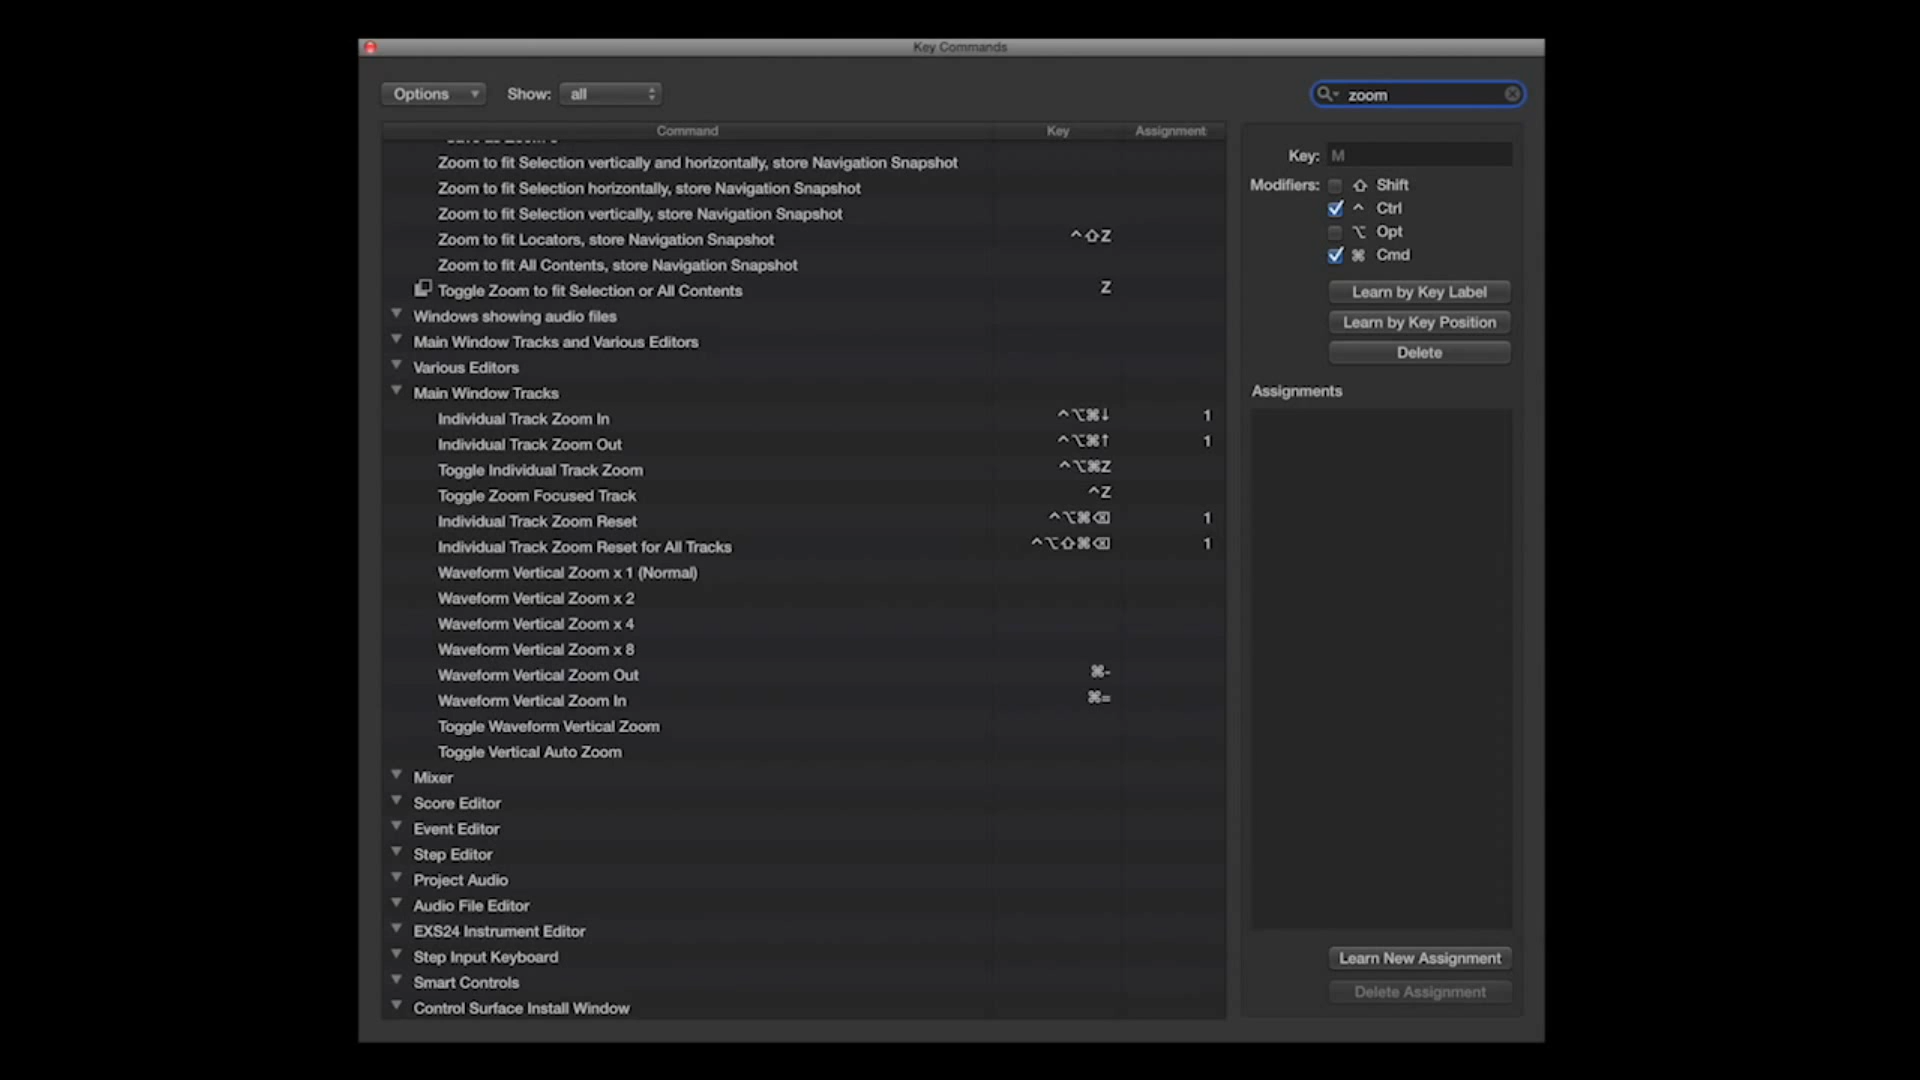 Key Commands
Options
Show: all
zoom
Command Key Assignment
Zoom to fit Selection vertically and horizontally, store Navigation Snapshot
Zoom to fit Selection horizontally, store Navigation Snapshot
Zoom to fit Selection vertically, store Navigation Snapshot
Zoom to fit Locators, store Navigation Snapshot ^⇧Z
Zoom to fit All Contents, store Navigation Snapshot
Toggle Zoom to fit Selection or All Contents Z
Windows showing audio files
Main Window Tracks and Various Editors
Various Editors
Main Window Tracks
Individual Track Zoom In ^⌥⌘↓ 1
Individual Track Zoom Out ^⌥⌘↑ 1
Toggle Individual Track Zoom ^⌥⌘Z
Toggle Zoom Focused Track ^Z
Individual Track Zoom Reset ^⌥⌘⌫ 1
Individual Track Zoom Reset for All Tracks ^⌥⇧⌘⌫ 1
Waveform Vertical Zoom x 1 (Normal)
Waveform Vertical Zoom x 2
Waveform Vertical Zoom x 4
Waveform Vertical Zoom x 8
Waveform Vertical Zoom Out ⌘-
Waveform Vertical Zoom In ⌘=
Toggle Waveform Vertical Zoom
Toggle Vertical Auto Zoom
Mixer
Score Editor
Event Editor
Step Editor
Project Audio
Audio File Editor
EXS24 Instrument Editor
Step Input Keyboard
Smart Controls
Control Surface Install Window
Key: M
Modifiers: ⇧ Shift
^ Ctrl
⌥ Opt
⌘ Cmd
Learn by Key Label
Learn by Key Position
Delete
Assignments
Learn New Assignment
Delete Assignment